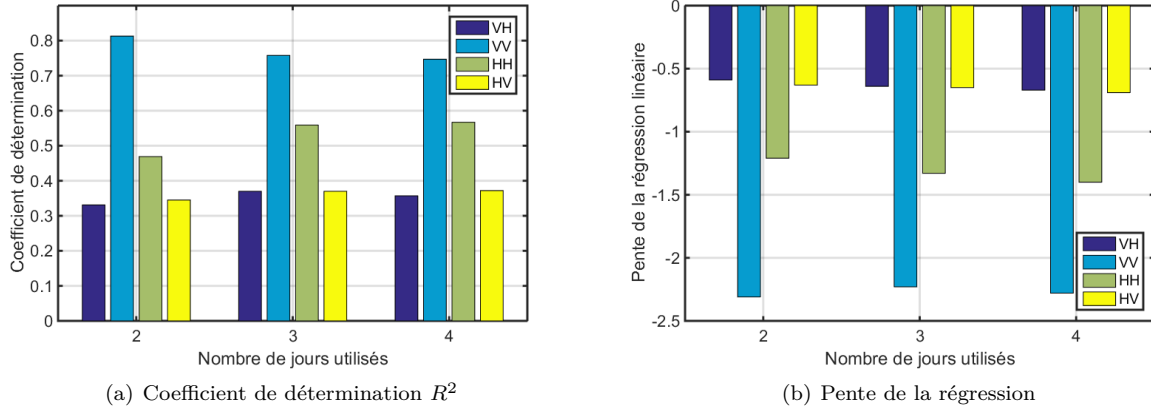 0.8
0.7
0.6
0.5
0.4
0.3
0.2
0.1
0
Coefficient de détermination
VH
VV
HH
HV
2 3 4
Nombre de jours utilisés
(a) Coefficient de détermination R²
0
-0.5
-1
-1.5
-2
-2.5
Pente de la régression linéaire
VH
VV
HH
HV
2 3 4
Nombre de jours utilisés
(b) Pente de la régression